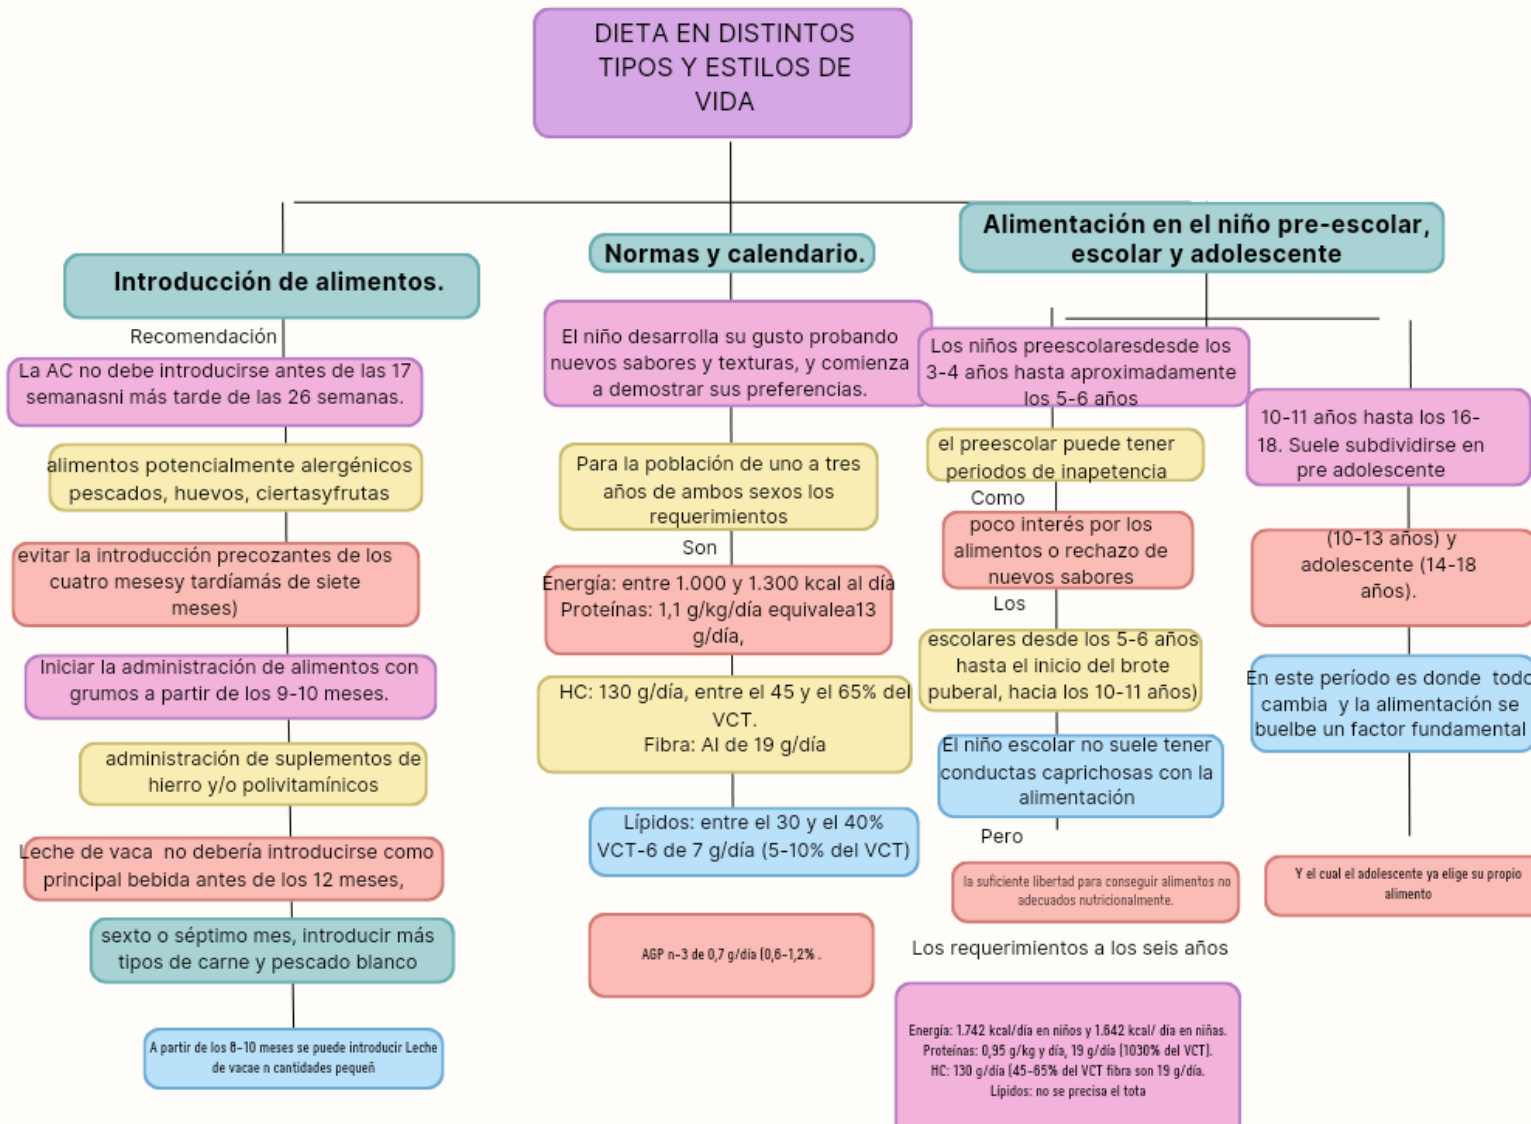 DIETA EN DISTINTOS
TIPOS Y ESTILOS DE
VIDA
Introducción de alimentos.
Recomendación
La AC no debe introducirse antes de las 17
semanasni más tarde de las 26 semanas.
alimentos potencialmente alergénicos
pescados, huevos, ciertasyfrutas
evitar la introducción precozantes de los
cuatro mesesy tardíamás de siete
meses)
Iniciar la administración de alimentos con
grumos a partir de los 9-10 meses.
administración de suplementos de
hierro y/o polivitamínicos
Leche de vaca no debería introducirse como
principal bebida antes de los 12 meses,
sexto o séptimo mes, introducir más
tipos de carne y pescado blanco
A partir de los 8-10 meses se puede introducir Leche
de vacae n cantidades pequeñ
Normas y calendario.
El niño desarrolla su gusto probando
nuevos sabores y texturas, y comienza
a demostrar sus preferencias.
Para la población de uno a tres
años de ambos sexos los
requerimientos
Son
Energía: entre 1.000 y 1.300 kcal al día
Proteínas: 1,1 g/kg/día equivalea13
g/día,
HC: 130 g/día, entre el 45 y el 65% del
VCT.
Fibra: AI de 19 g/día
Lípidos: entre el 30 y el 40%
VCT-6 de 7 g/día (5-10% del VCT)
AGP n-3 de 0,7 g/día (0,6-1,2% .
Alimentación en el niño pre-escolar,
escolar y adolescente
Los niños preescolaresdesde los
3-4 años hasta aproximadamente
los 5-6 años
el preescolar puede tener
periodos de inapetencia
Como
poco interés por los
alimentos o rechazo de
nuevos sabores
Los
escolares desde los 5-6 años
hasta el inicio del brote
puberal, hacia los 10-11 años)
El niño escolar no suele tener
conductas caprichosas con la
alimentación
Pero
la suficiente libertad para conseguir alimentos no
adecuados nutricionalmente.
Los requerimientos a los seis años
Energía: 1.742 kcal/día en niños y 1.642 kcal/ día en niñas.
Proteínas: 0,95 g/kg y día, 19 g/día (1030% del VCT).
HC: 130 g/día (45-65% del VCT fibra son 19 g/día.
Lípidos: no se precisa el tota
10-11 años hasta los 16-
18. Suele subdividirse en
pre adolescente
(10-13 años) y
adolescente (14-18
años).
En este período es donde todo
cambia y la alimentación se
buelbe un factor fundamental
Y el cual el adolescente ya elige su propio
alimento